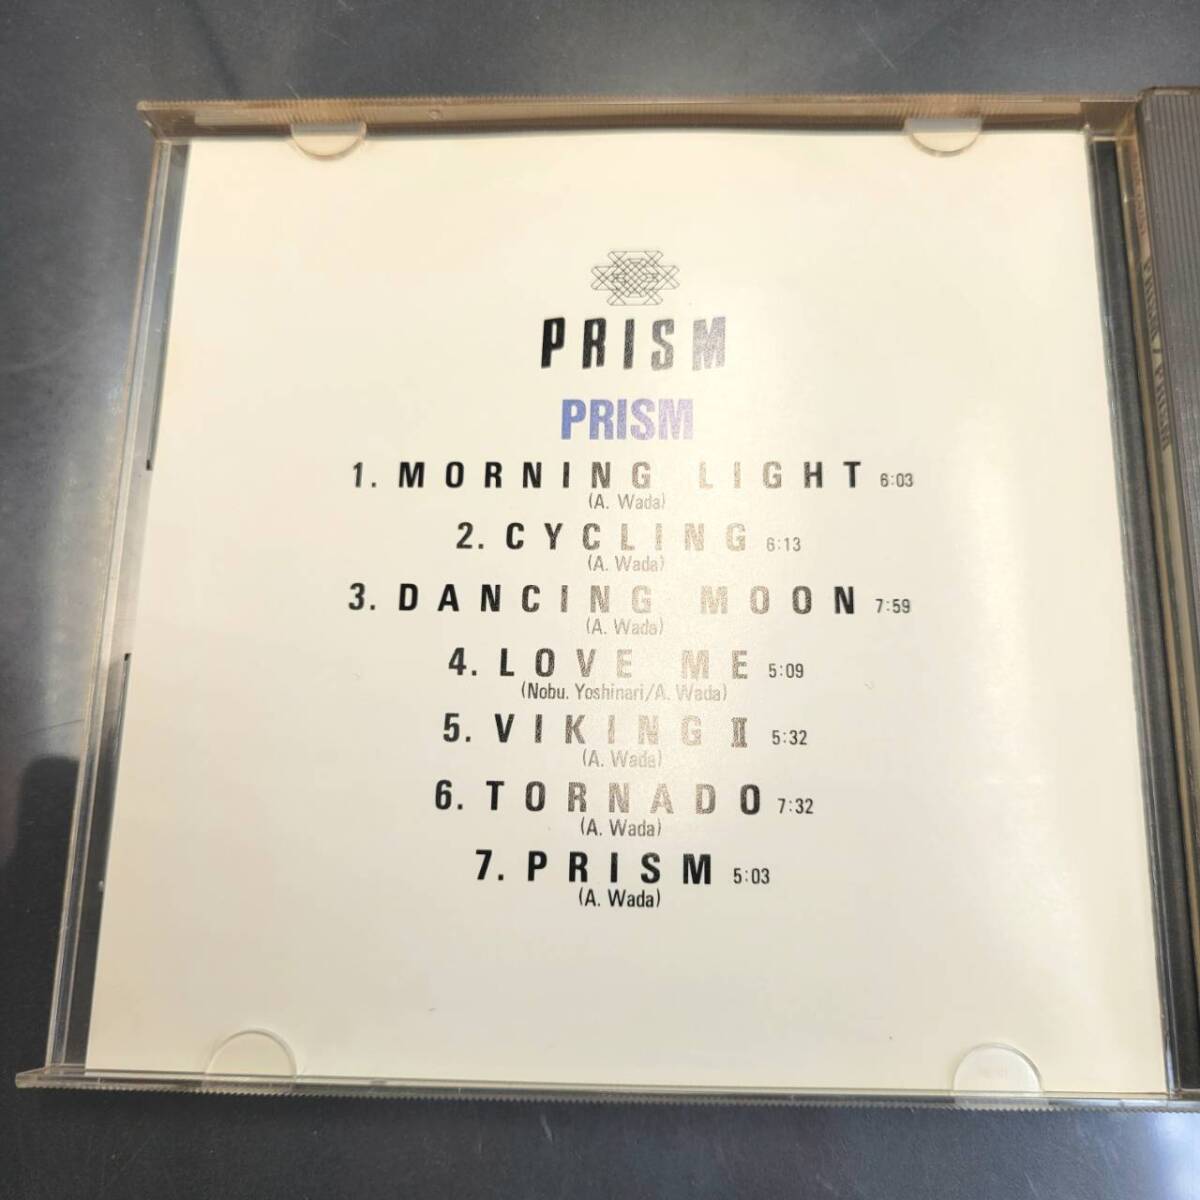 PRISM
PRISM
1. MORNING LIGHT 6:03
(A. Wada)
2. CYCLING 6:13
(A. Wada)
3. DANCING MOON 7:59
(A. Wada)
4. LOVE ME 5:09
(Nobu. Yoshinari/A. Wada)
5. VIKING II 5:32
(A. Wada)
6. TORNADO 7:32
(A. Wada)
7. PRISM 5:03
(A. Wada)
PRISM / PRISM